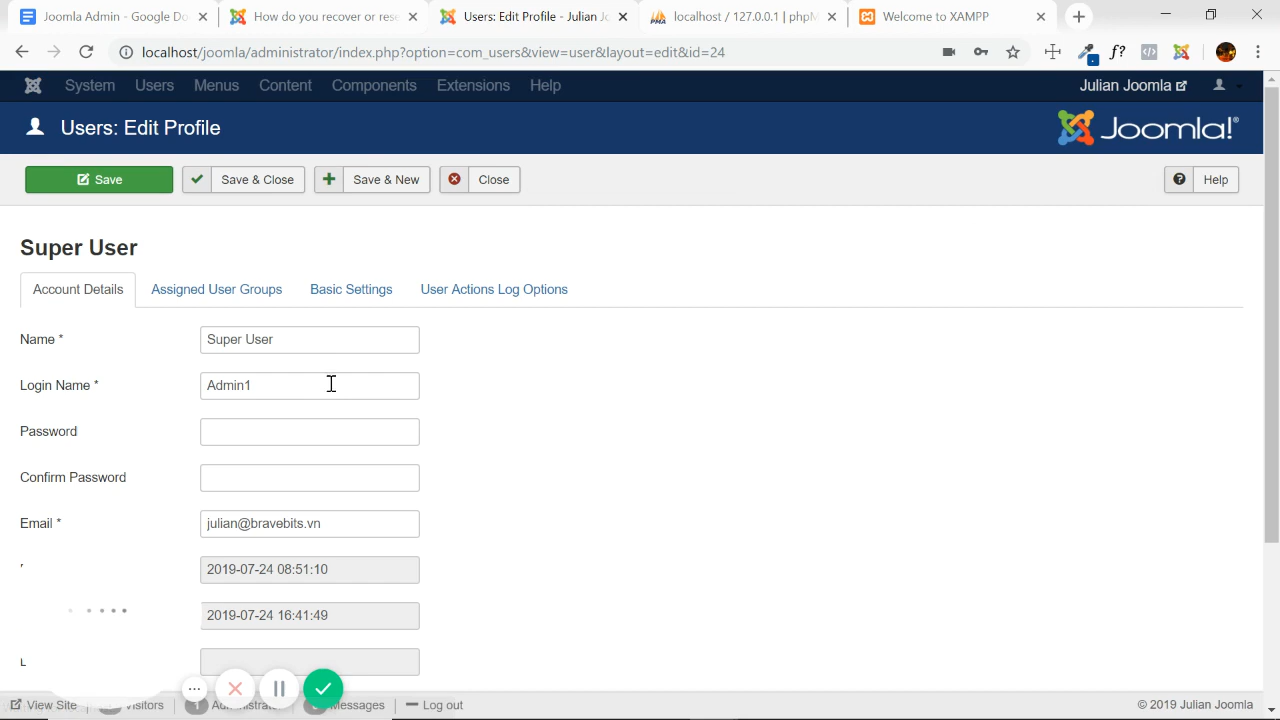 Joomla Admin - Google D
How do you recover or rese
Users: Edit Profile - Julian Jo
localhost / 127.0.0.1 | phpM
Welcome to XAMPP
localhost/joomla/administrator/index.php?option=com_users&view=user&layout=edit&id=24
f?
System Users Menus Content Components Extensions Help
Julian Joomla
Users: Edit Profile
Joomla!®
Save
Save & Close
Save & New
Close
Help
Super User
Account Details
Assigned User Groups
Basic Settings
User Actions Log Options
Name *
Super User
Login Name *
Admin1
Password
Confirm Password
Email *
julian@bravebits.vn
2019-07-24 08:51:10
2019-07-24 16:41:49
View Site
Visitors
Messages
Log out
© 2019 Julian Joomla